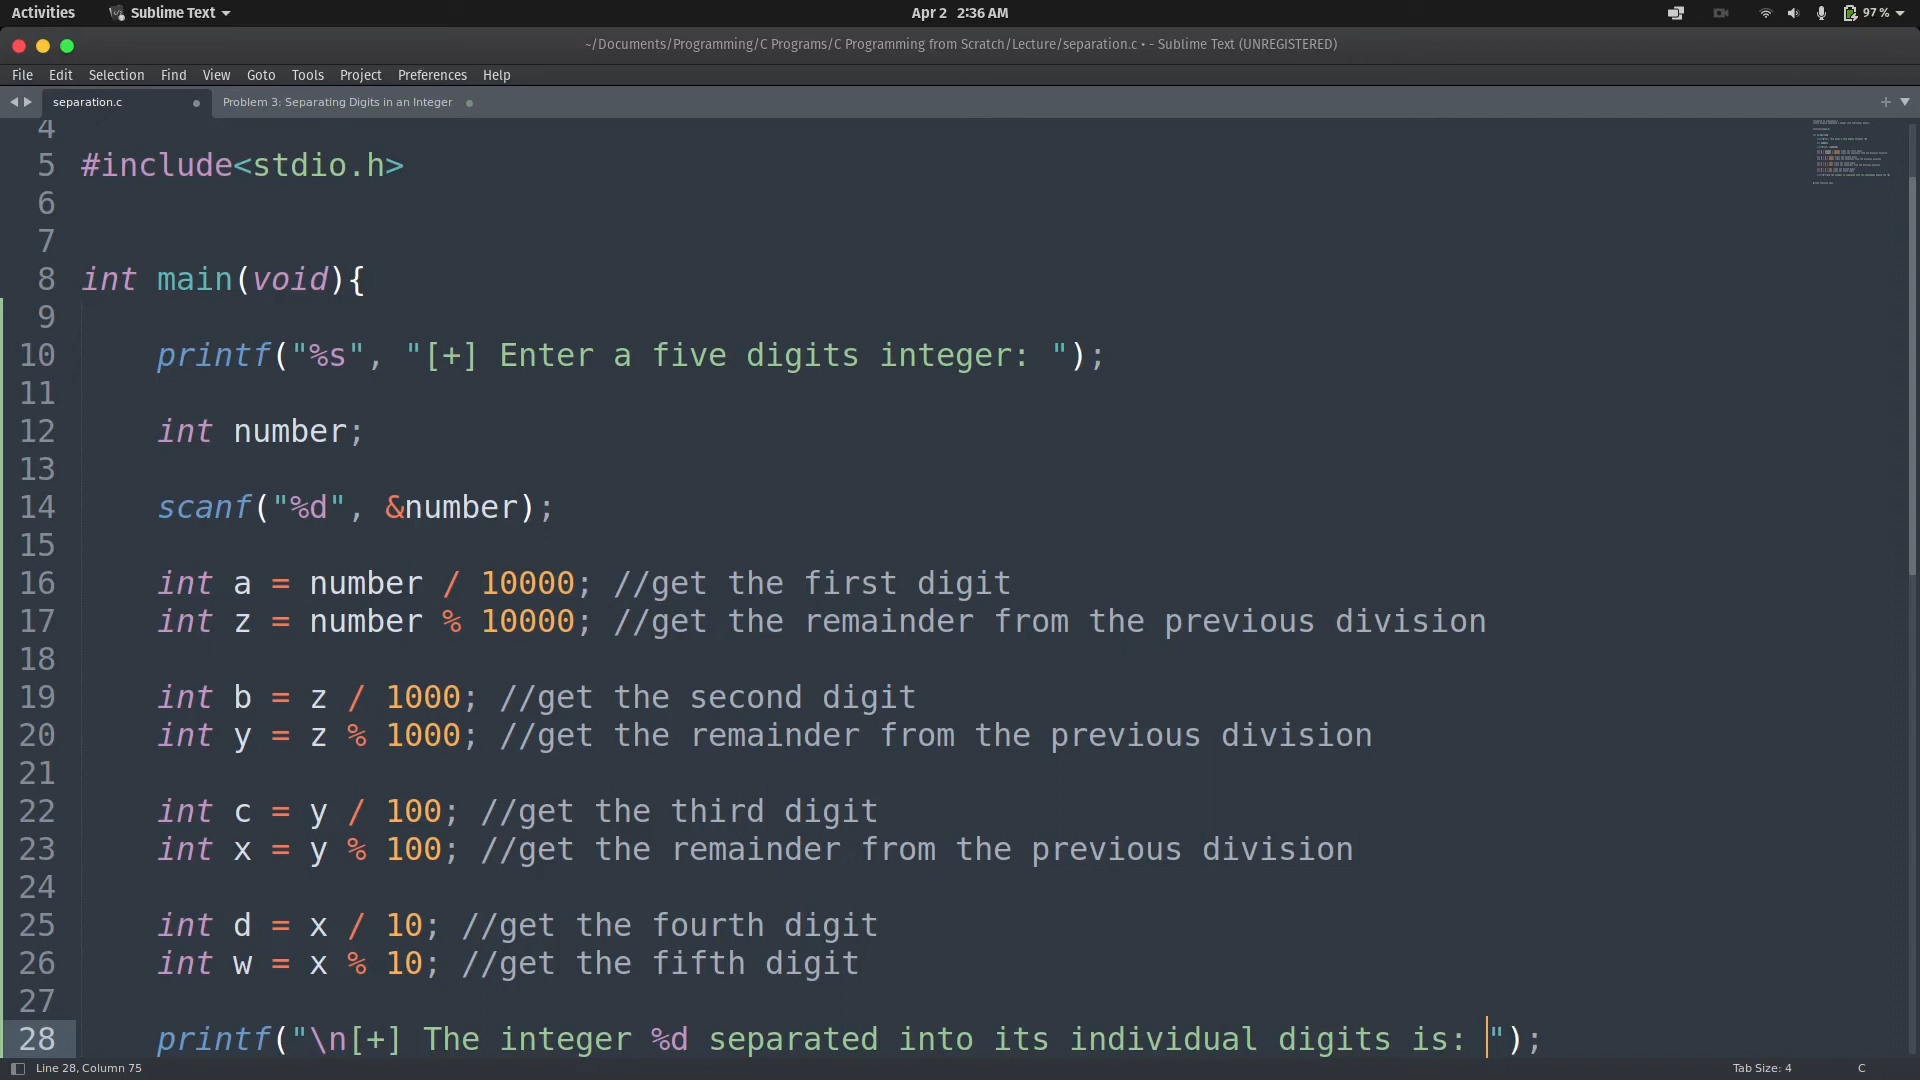 Activities Sublime Text Apr 2 2:36 AM 97 %
~/Documents/Programming/C Programs/C Programming from Scratch/Lecture/separation.c • - Sublime Text (UNREGISTERED)
File Edit Selection Find View Goto Tools Project Preferences Help
separation.c Problem 3: Separating Digits in an Integer
4
5 #include<stdio.h>
6
7
8 int main(void){
9
10 printf("%s", "[+] Enter a five digits integer: ");
11
12 int number;
13
14 scanf("%d", &number);
15
16 int a = number / 10000; //get the first digit
17 int z = number % 10000; //get the remainder from the previous division
18
19 int b = z / 1000; //get the second digit
20 int y = z % 1000; //get the remainder from the previous division
21
22 int c = y / 100; //get the third digit
23 int x = y % 100; //get the remainder from the previous division
24
25 int d = x / 10; //get the fourth digit
26 int w = x % 10; //get the fifth digit
27
28 printf("\n[+] The integer %d separated into its individual digits is: ");
Line 28, Column 75 Tab Size: 4 C